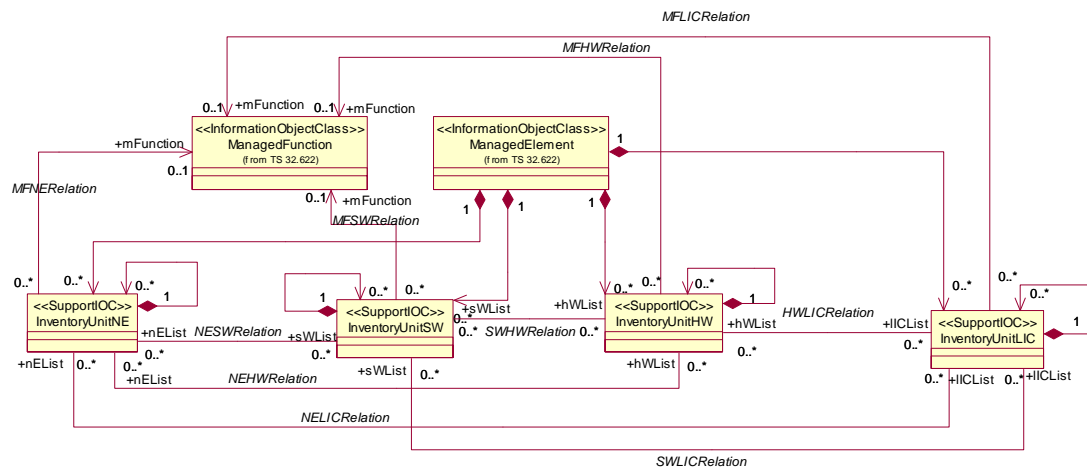 MFLICRelation
MFHWRelation
0..1 +mFunction
0..1 +mFunction
<<InformationObjectClass>>
ManagedFunction
(from TS 32.622)
<<InformationObjectClass>>
ManagedElement
(from TS 32.622)
1
+mFunction
0..1
MFNERelation
0..1
+mFunction
MFSWRelation
1
1
1
0..*
0..*
0..*
<<SupportIOC>>
InventoryUnitNE
1
0..*
0..*
<<SupportIOC>>
InventoryUnitSW
1
+sWList
0..*
0..*
0..*
0..*
+hWList
<<SupportIOC>>
InventoryUnitHW
1
0..*
0..*
<<SupportIOC>>
InventoryUnitLIC
1
+nEList
0..*
NESWRelation
+sWList
0..*
SWHWRelation
0..*
+hWList
0..*
HWLICRelation
+lICList
0..*
+nEList
0..*
0..*
+nEList
NEHWRelation
+sWList
0..*
+hWList
0..*
0..*
+lICList
0..*
+lICList
NELICRelation
SWLICRelation